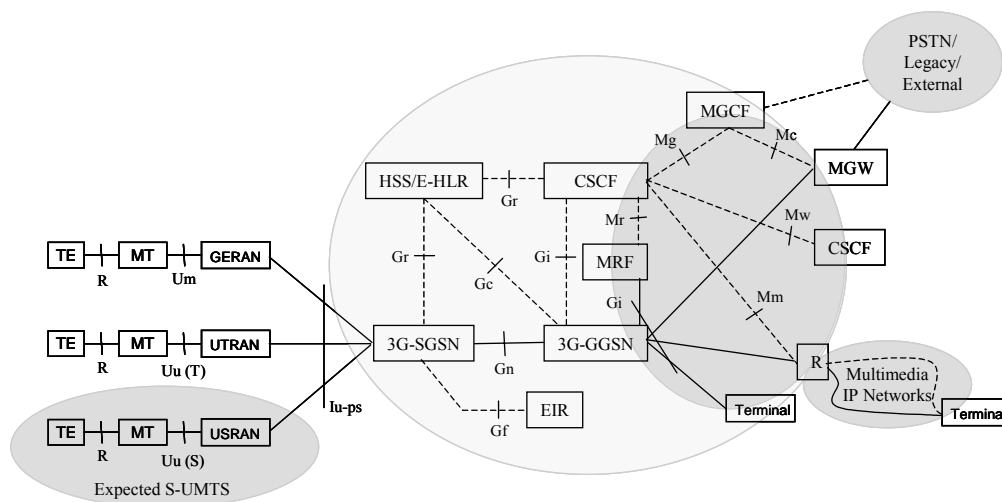 PSTN/
Legacy/
External
MGCF
Mg
Mc
MGW
HSS/E-HLR
Gr
CSCF
Mr
Mw
CSCF
Gr
Gc
Gi
MRF
Gi
Mm
TE
R
MT
Um
GERAN
TE
R
MT
Uu (T)
UTRAN
Iu-ps
3G-SGSN
Gn
3G-GGSN
R
Multimedia
IP Networks
Gf
EIR
Terminal
Terminal
TE
R
MT
Uu (S)
USRAN
Expected S-UMTS